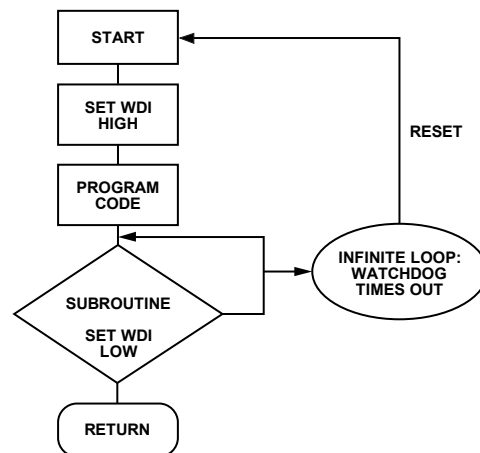 START
SET WDI
HIGH
RESET
PROGRAM
CODE
INFINITE LOOP:
WATCHDOG
TIMES OUT
SUBROUTINE
SET WDI
LOW
RETURN